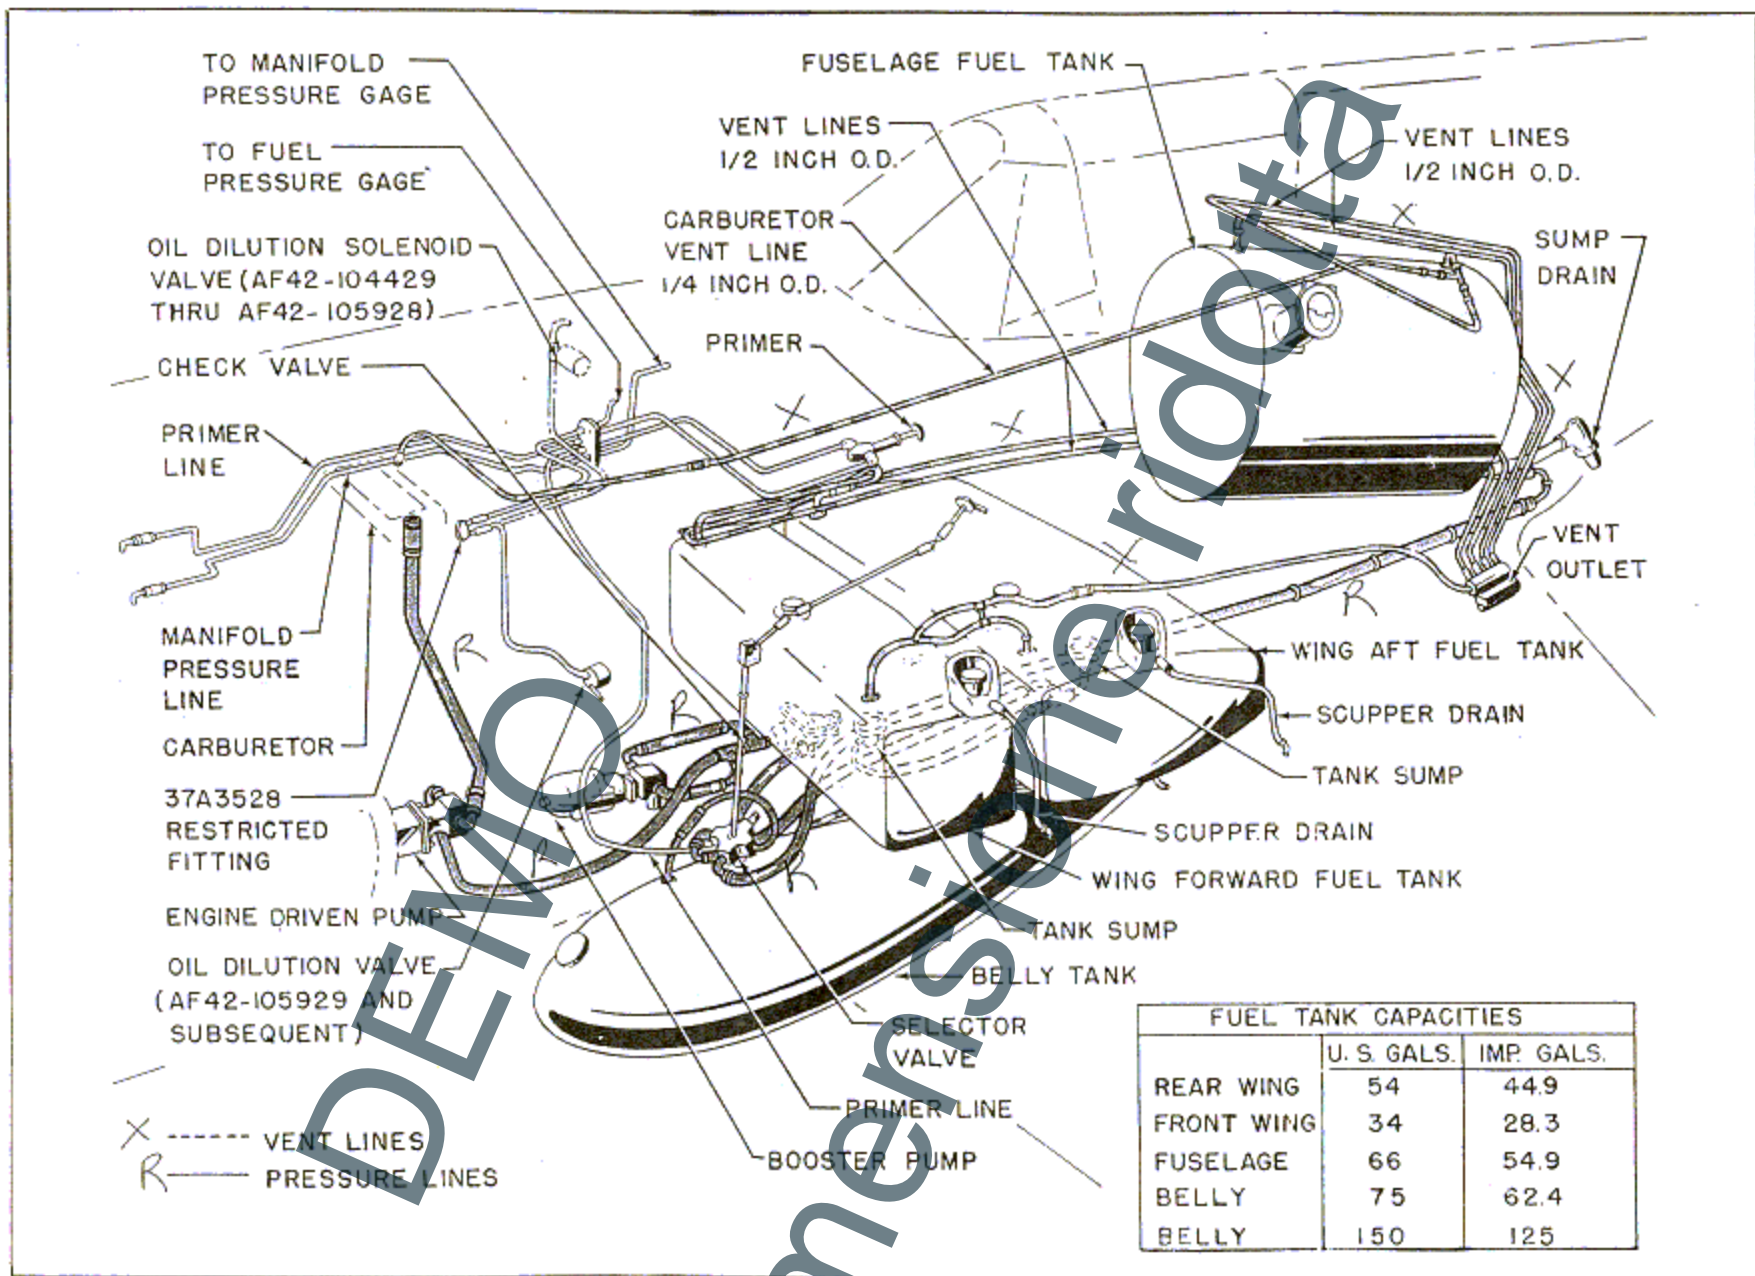 TO MANIFOLD
PRESSURE GAGE
TO FUEL
PRESSURE GAGE
OIL DILUTION SOLENOID
VALVE (AF42-104429
THRU AF42-105928)
CHECK VALVE
PRIMER
LINE
MANIFOLD
PRESSURE
LINE
CARBURETOR
37A3528
RESTRICTED
FITTING
ENGINE DRIVEN PUMP
OIL DILUTION VALVE
(AF42-105929 AND
SUBSEQUENT)
FUSELAGE FUEL TANK
VENT LINES
1/2 INCH O.D.
CARBURETOR
VENT LINE
1/4 INCH O.D.
PRIMER
VENT LINES
1/2 INCH O.D.
SUMP
DRAIN
VENT
OUTLET
WING AFT FUEL TANK
SCUPPER DRAIN
TANK SUMP
SCUPPER DRAIN
WING FORWARD FUEL TANK
TANK SUMP
BELLY TANK
SELECTOR
VALVE
PRIMER LINE
BOOSTER PUMP
X
X
X
X
X
R
R
R
R
R
X ------ VENT LINES
R —— PRESSURE LINES
FUEL TANK CAPACITIES
U. S. GALS. IMP. GALS.
REAR WING 54 44.9
FRONT WING 34 28.3
FUSELAGE 66 54.9
BELLY 75 62.4
BELLY 150 125
DEMO
mensione ridotta